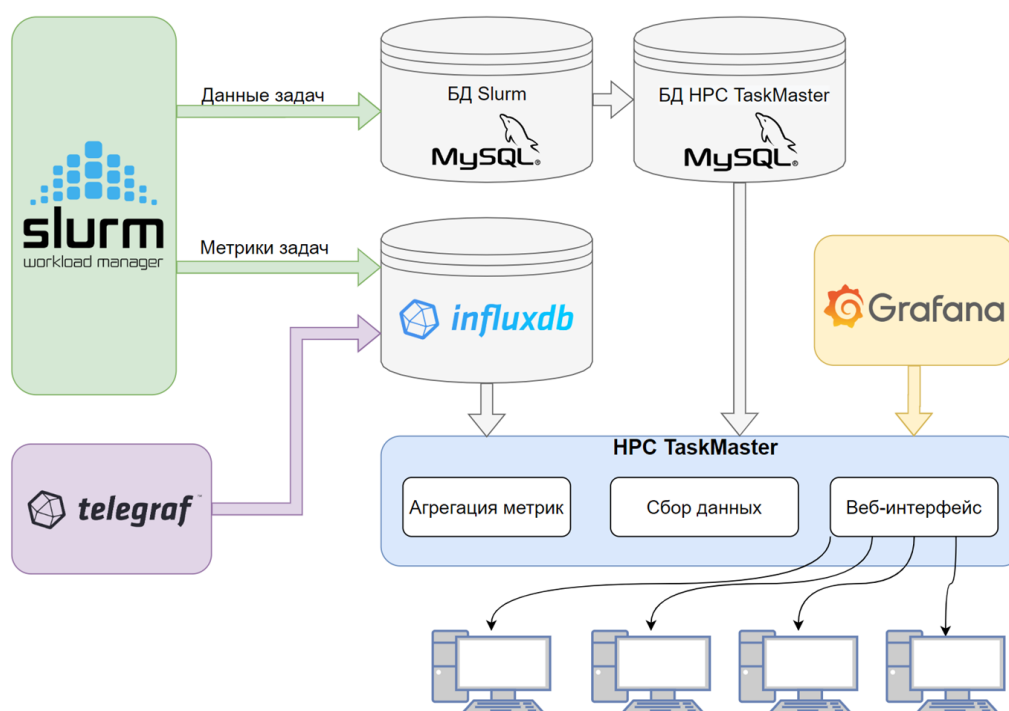 Данные задач
БД Slurm
MySQL®
БД HPC TaskMaster
MySQL®
slurm
workload manager
Метрики задач
influxdb
Grafana
telegraf™
HPC TaskMaster
Агрегация метрик
Сбор данных
Веб-интерфейс